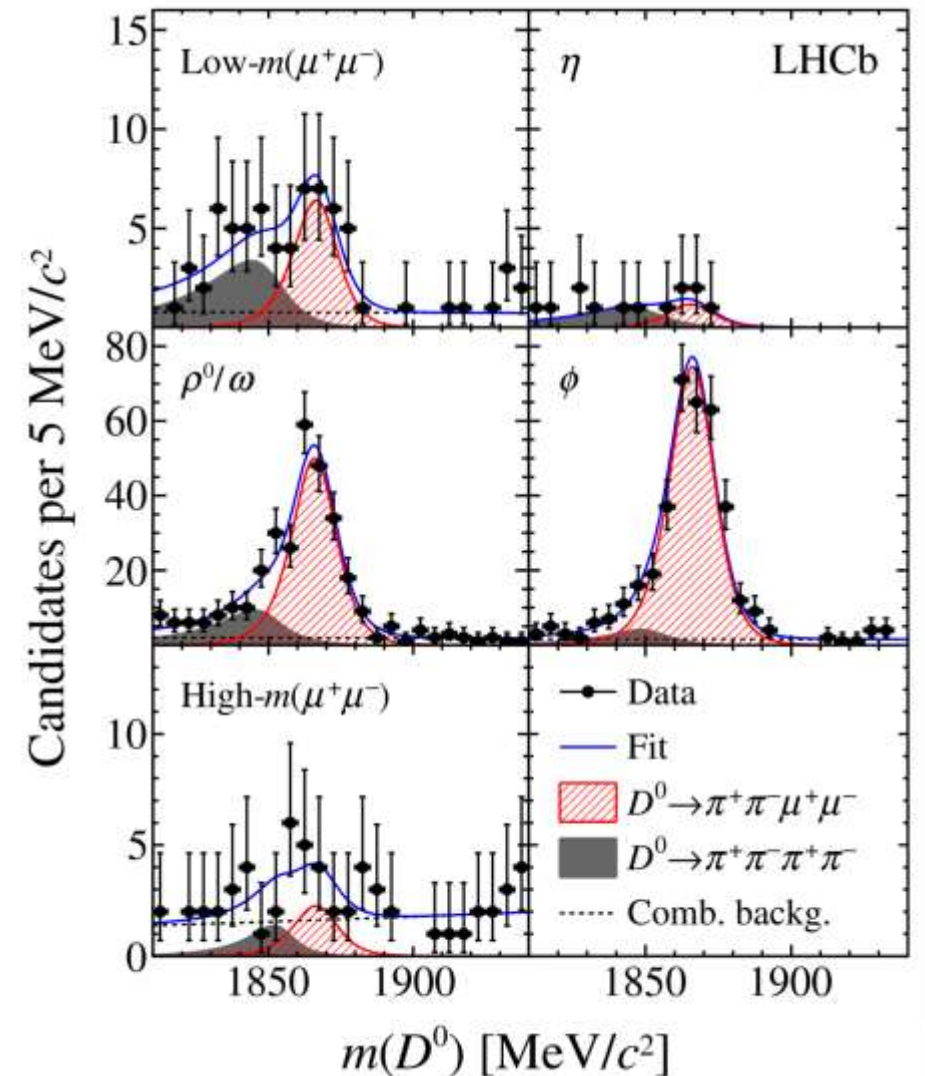 Candidates per 5 MeV/c²
15
Low-m(μ⁺μ⁻)
η
LHCb
10
5
80
ρ⁰/ω
ϕ
60
40
20
High-m(μ⁺μ⁻)
Data
10
Fit
D⁰→π⁺π⁻μ⁺μ⁻
5
D⁰→π⁺π⁻π⁺π⁻
Comb. backg.
0
1850 1900 1850 1900
m(D⁰) [MeV/c²]